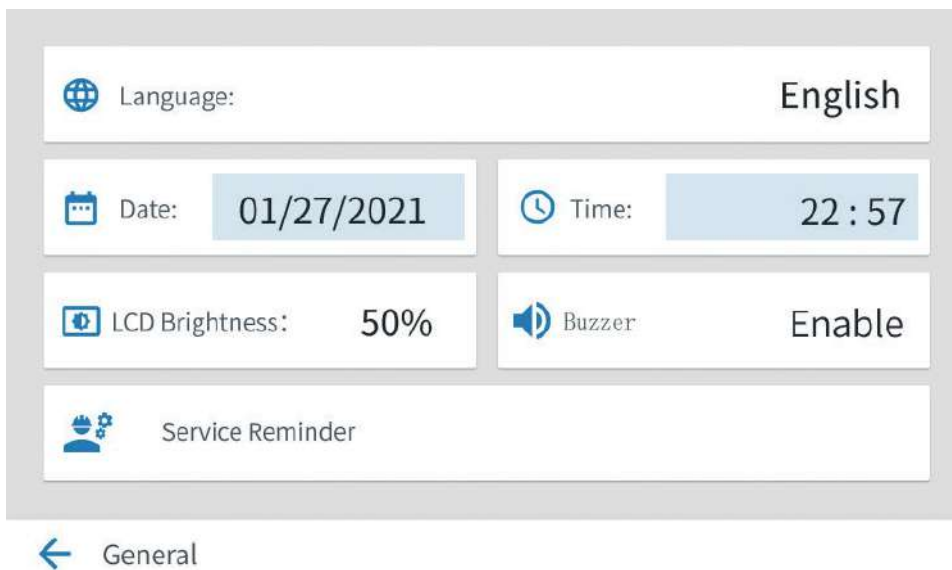 Language: English
Date: 01/27/2021 Time: 22 : 57
LCD Brightness: 50% Buzzer Enable
Service Reminder
General